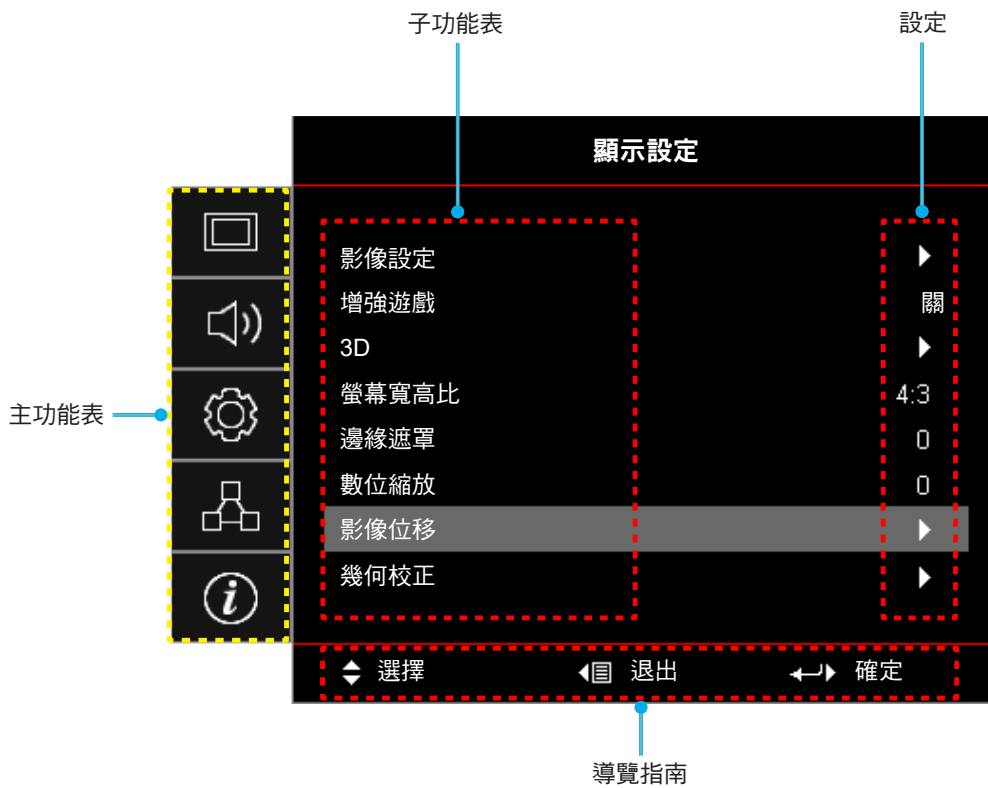 子功能表
設定
顯示設定
影像設定
增強遊戲 關
3D
螢幕寬高比 4:3
邊緣遮罩 0
數位縮放 0
影像位移
幾何校正
主功能表
選擇 退出 確定
導覽指南